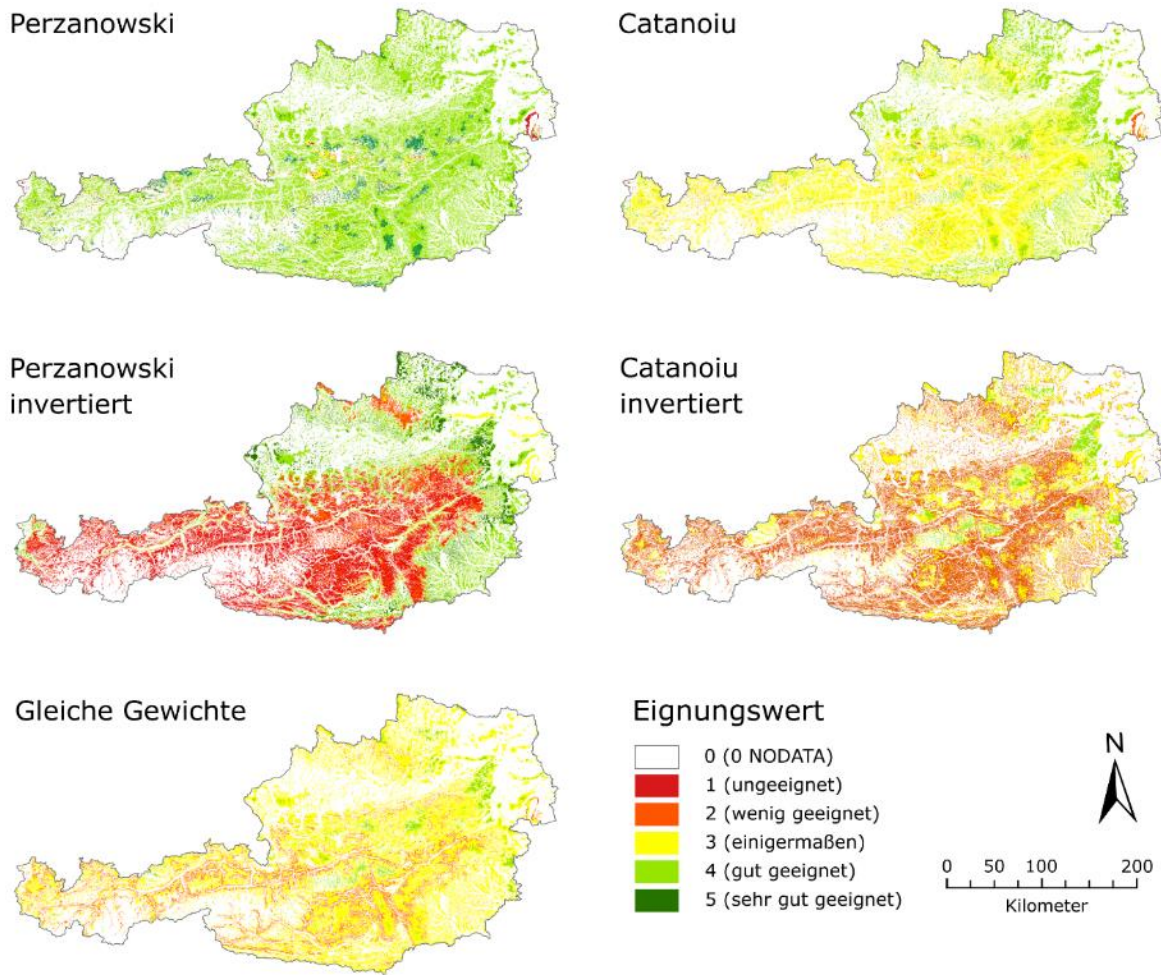 Perzanowski
Catanoiu
Perzanowski
invertiert
Catanoiu
invertiert
Gleiche Gewichte
Eignungswert
0 (0 NODATA)
1 (ungeeignet)
2 (wenig geeignet)
3 (einigermaßen)
4 (gut geeignet)
5 (sehr gut geeignet)
N
0 50 100 200
Kilometer